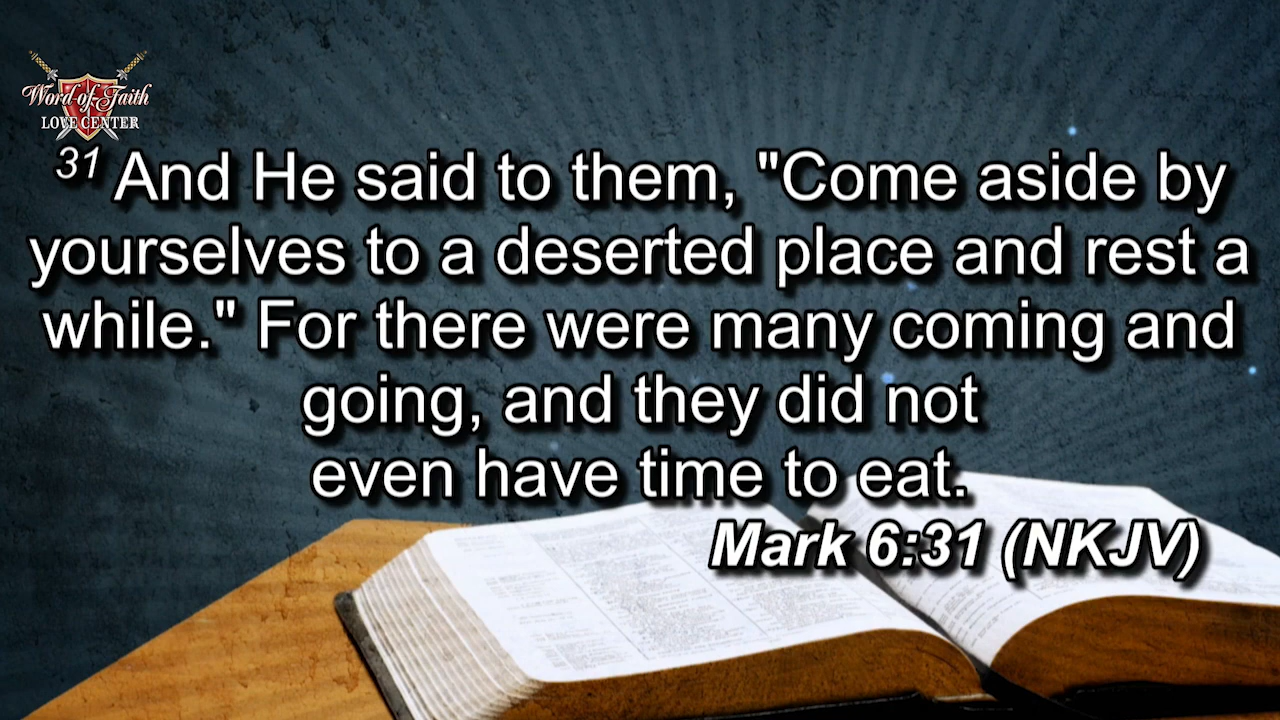 Word of Faith
LOVE CENTER
31 And He said to them, "Come aside by
yourselves to a deserted place and rest a
while." For there were many coming and
going, and they did not
even have time to eat.
Mark 6:31 (NKJV)